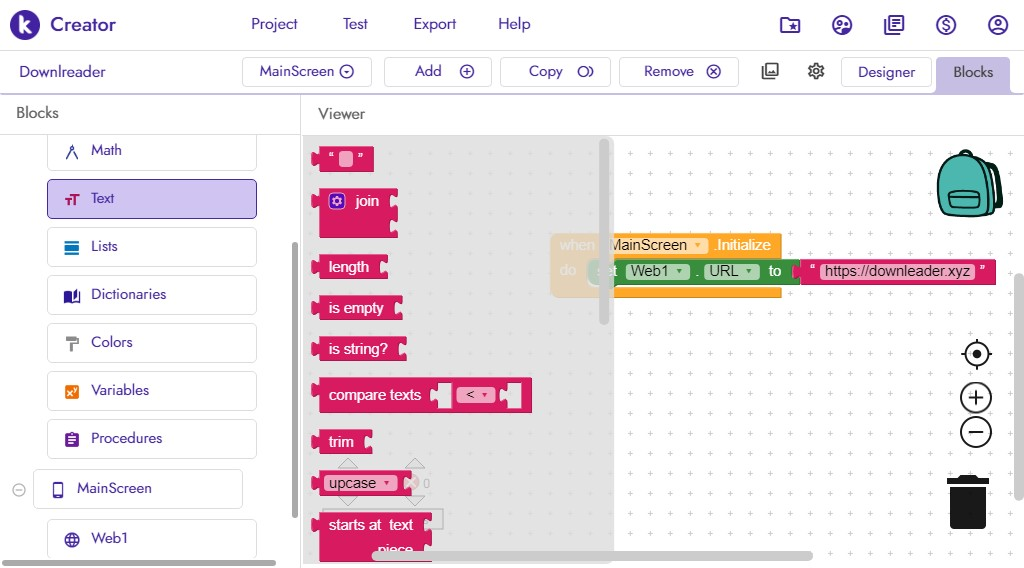 Creator
Project Test Export Help
Downlreader
MainScreen Add Copy Remove Designer Blocks
Blocks
Viewer
Math
Text
Lists
Dictionaries
Colors
Variables
Procedures
MainScreen
Web1
“ ”
join
length
is empty
is string?
compare texts <
trim
upcase
0
starts at text
piece
when MainScreen .Initialize
do set Web1 . URL to “ https://downleader.xyz ”